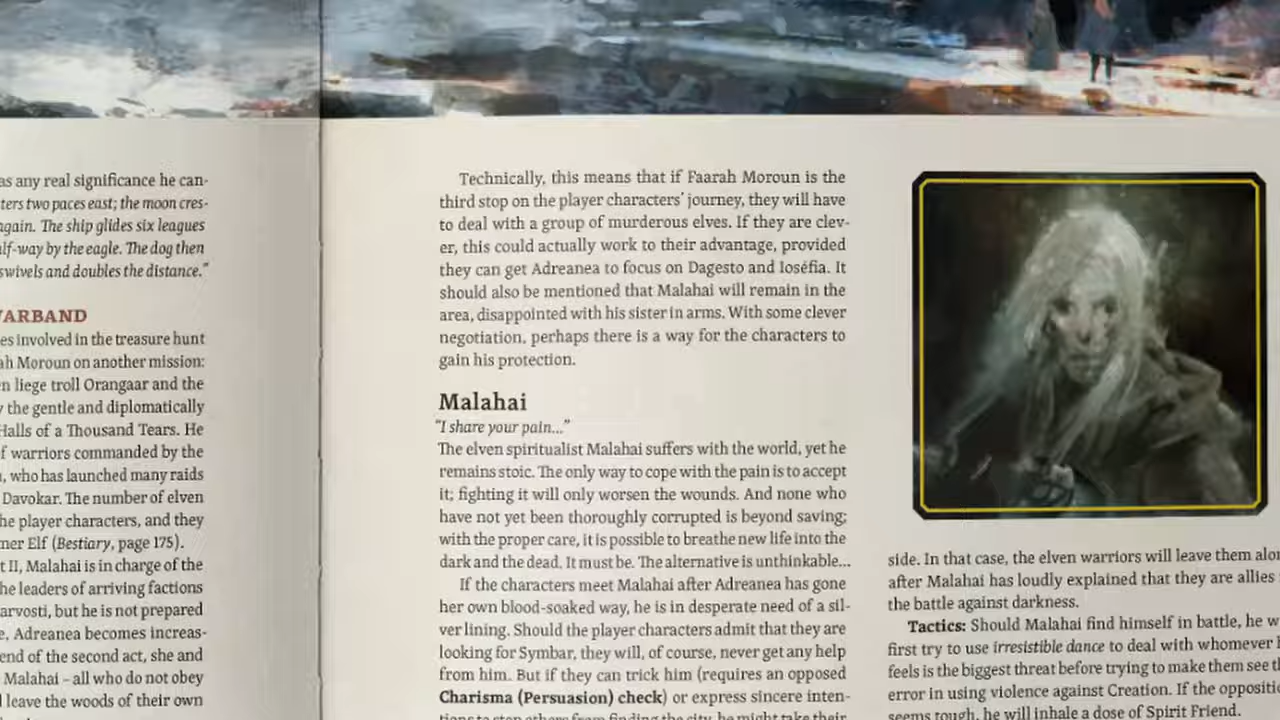 as any real significance he can-
ters two paces east; the moon cres-
again. The ship glides six leagues
lf-way by the eagle. The dog then
swivels and doubles the distance."
WARBAND
es involved in the treasure hunt
ah Moroun on another mission:
n liege troll Orangaar and the
y the gentle and diplomatically
Halls of a Thousand Tears. He
f warriors commanded by the
, who has launched many raids
Davokar. The number of elven
he player characters, and they
ner Elf (Bestiary, page 175).
t II, Malahai is in charge of the
he leaders of arriving factions
arvosti, but he is not prepared
e, Adreanea becomes increas-
end of the second act, she and
Malahai – all who do not obey
l leave the woods of their own
Technically, this means that if Faarah Moroun is the
third stop on the player characters' journey, they will have
to deal with a group of murderous elves. If they are clev-
er, this could actually work to their advantage, provided
they can get Adreanea to focus on Dagesto and Ioséfia. It
should also be mentioned that Malahai will remain in the
area, disappointed with his sister in arms. With some clever
negotiation, perhaps there is a way for the characters to
gain his protection.
Malahai
"I share your pain..."
The elven spiritualist Malahai suffers with the world, yet he
remains stoic. The only way to cope with the pain is to accept
it; fighting it will only worsen the wounds. And none who
have not yet been thoroughly corrupted is beyond saving;
with the proper care, it is possible to breathe new life into the
dark and the dead. It must be. The alternative is unthinkable...
If the characters meet Malahai after Adreanea has gone
her own blood-soaked way, he is in desperate need of a sil-
ver lining. Should the player characters admit that they are
looking for Symbar, they will, of course, never get any help
from him. But if they can trick him (requires an opposed
Charisma (Persuasion) check) or express sincere inten-
tions to stop others from finding the city, he might take their
side. In that case, the elven warriors will leave them alon
after Malahai has loudly explained that they are allies
the battle against darkness.
Tactics: Should Malahai find himself in battle, he w
first try to use irresistible dance to deal with whomever
feels is the biggest threat before trying to make them see t
error in using violence against Creation. If the oppositi
seems tough, he will inhale a dose of Spirit Friend.